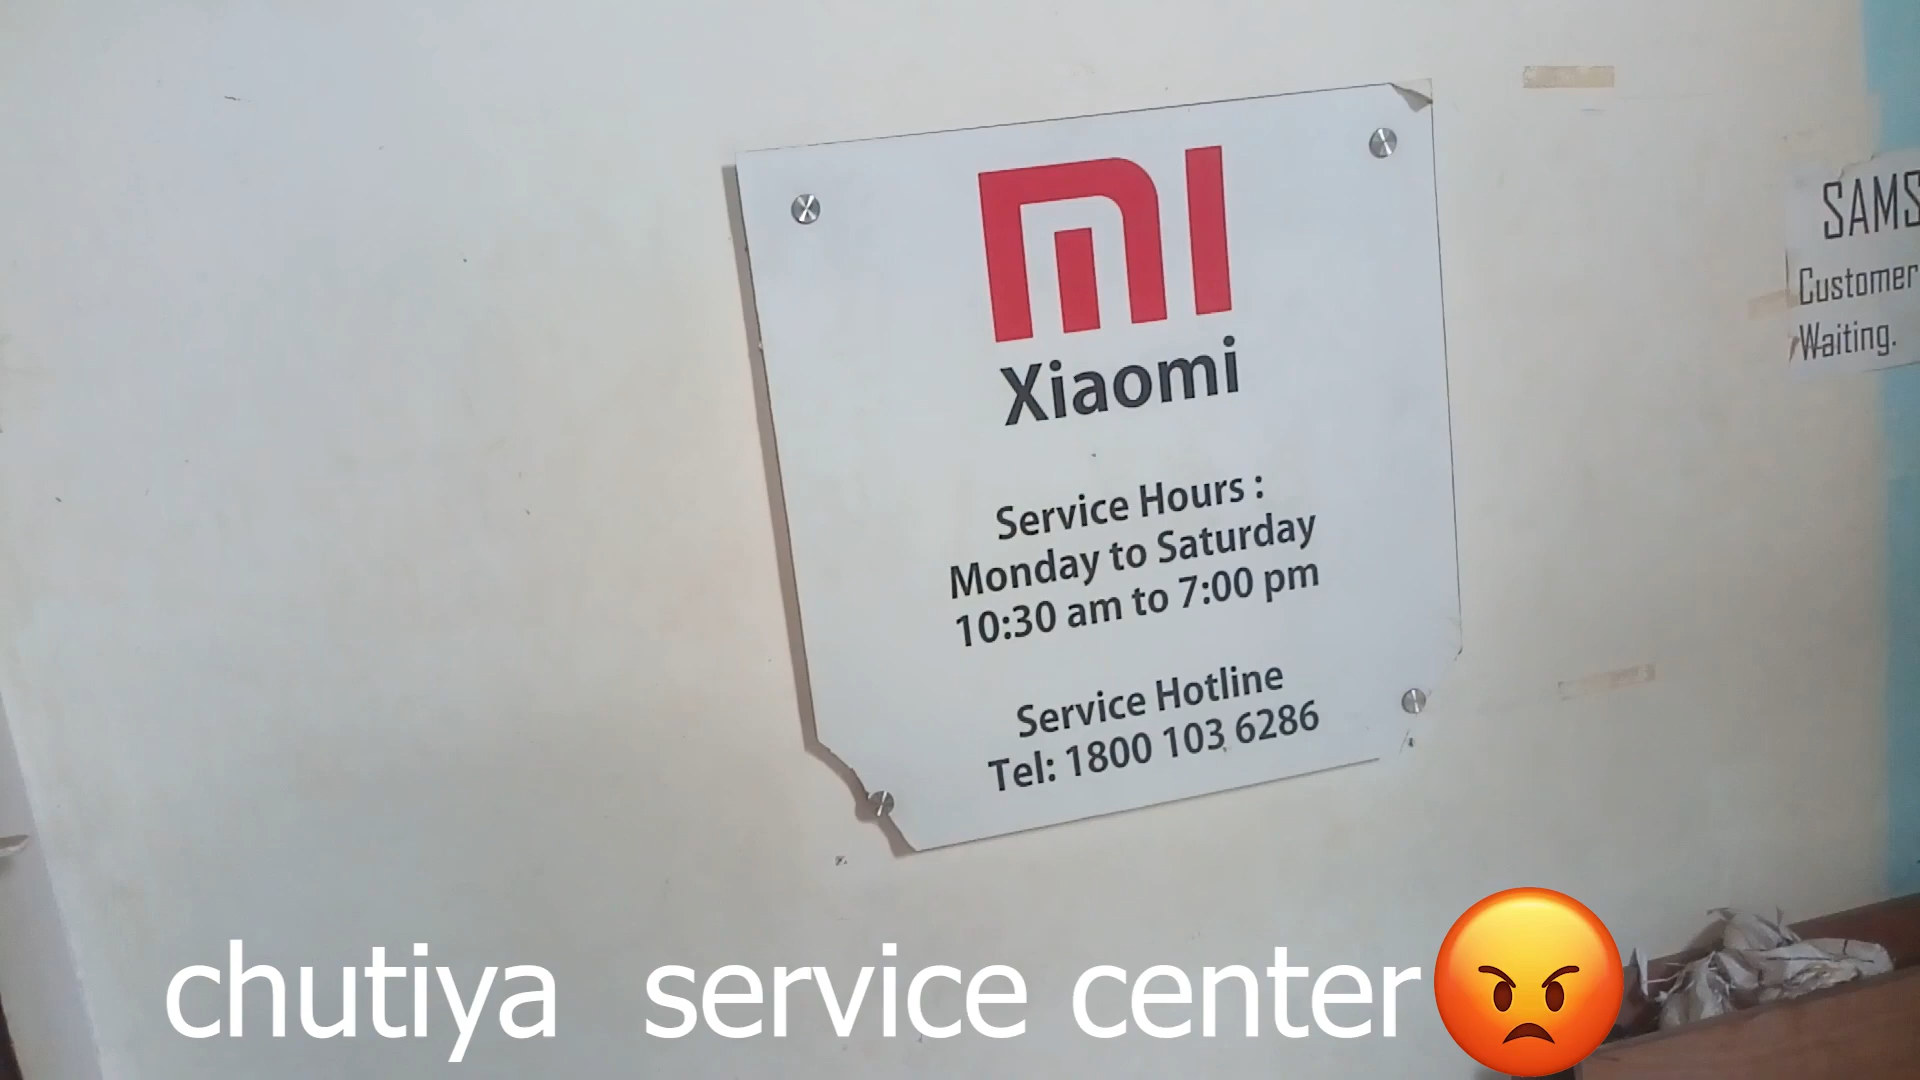 mi
Xiaomi
Service Hours :
Monday to Saturday
10:30 am to 7:00 pm
Service Hotline
Tel: 1800 103 6286
Customer
Waiting.
chutiya service center😡